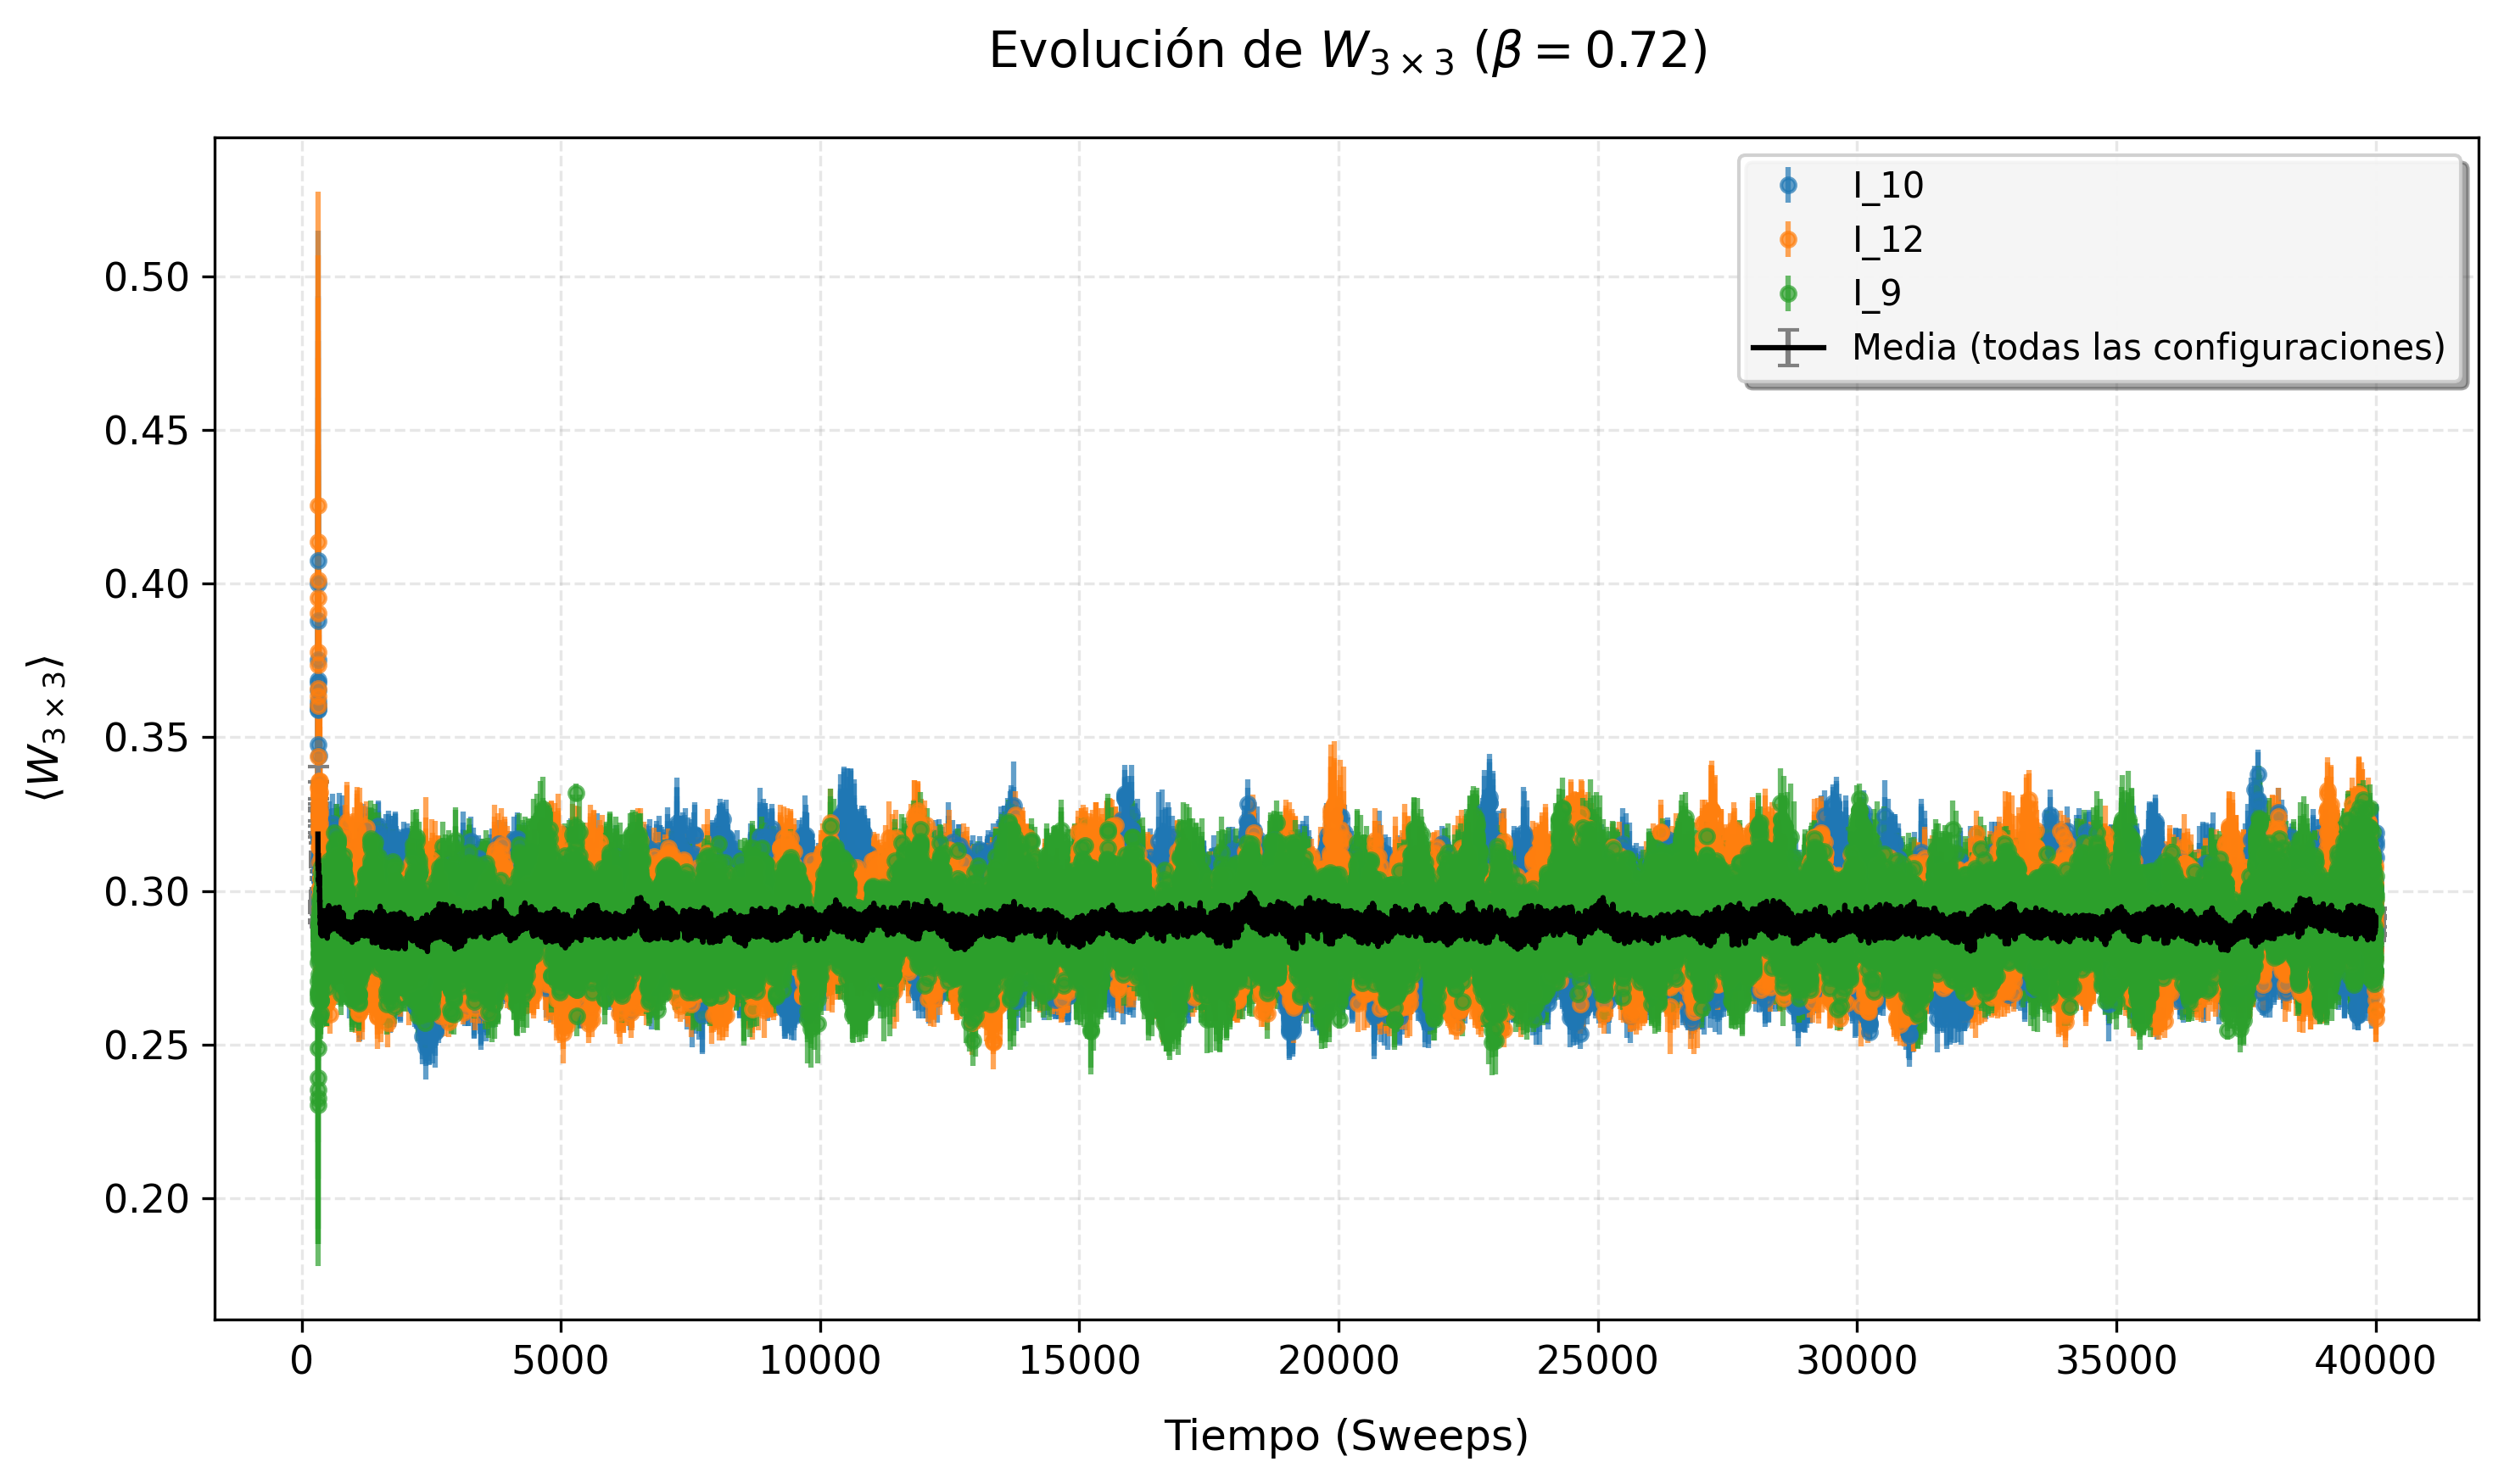 Evolución de W₃ × ₃ (β = 0.72)
⟨W₃ × ₃⟩
0.50
0.45
0.40
0.35
0.30
0.25
0.20
I_10
I_12
I_9
Media (todas las configuraciones)
0 5000 10000 15000 20000 25000 30000 35000 40000
Tiempo (Sweeps)